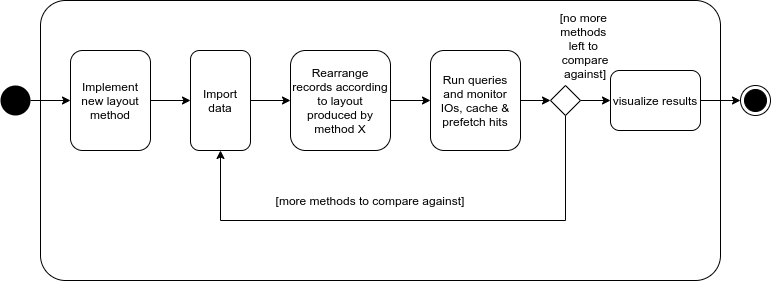 Implement
new layout
method
Import
data
Rearrange
records according
to layout
produced by
method X
Run queries
and monitor
IOs, cache &
prefetch hits
[no more
methods
left to
compare
against]
visualize results
[more methods to compare against]